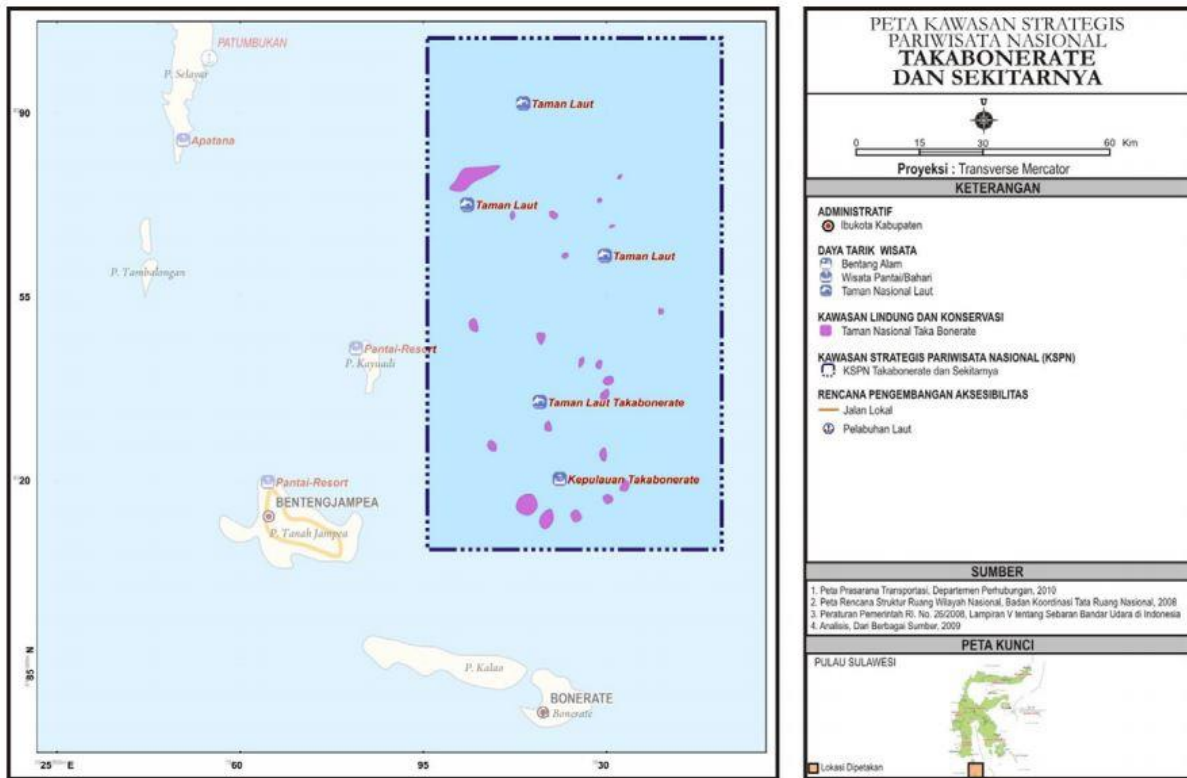 PATUMBUKAN
P. Selayar
90
Taman Laut
Apatana
Taman Laut
Taman Laut
P. Tambalongan
55
Pantai-Resort
P. Kayuadi
Taman Laut Takabonerate
20
Pantai-Resort
Kepulauan Takabonerate
BENTENGJAMPEA
P. Tanah Jampea
N
85
P. Kalao
BONERATE
Bonerate
25 E
60
95
30
PETA KAWASAN STRATEGIS
PARIWISATA NASIONAL
TAKABONERATE
DAN SEKITARNYA
U
0 15 30 60 Km
Proyeksi : Transverse Mercator
KETERANGAN
ADMINISTRATIF
Ibukota Kabupaten
DAYA TARIK WISATA
Bentang Alam
Wisata Pantai/Bahari
Taman Nasional Laut
KAWASAN LINDUNG DAN KONSERVASI
Taman Nasional Taka Bonerate
KAWASAN STRATEGIS PARIWISATA NASIONAL (KSPN)
KSPN Takabonerate dan Sekitarnya
RENCANA PENGEMBANGAN AKSESIBILITAS
Jalan Lokal
Pelabuhan Laut
SUMBER
1. Peta Prasarana Transportasi, Departemen Perhubungan, 2010
2. Peta Rencana Struktur Ruang Wilayah Nasional, Badan Koordinasi Tata Ruang Nasional, 2008
3. Peraturan Pemerintah RI. No. 26/2008, Lampiran V tentang Sebaran Bandar Udara di Indonesia
4. Analisis, Dari Berbagai Sumber, 2009
PETA KUNCI
PULAU SULAWESI
Lokasi Dipetakan